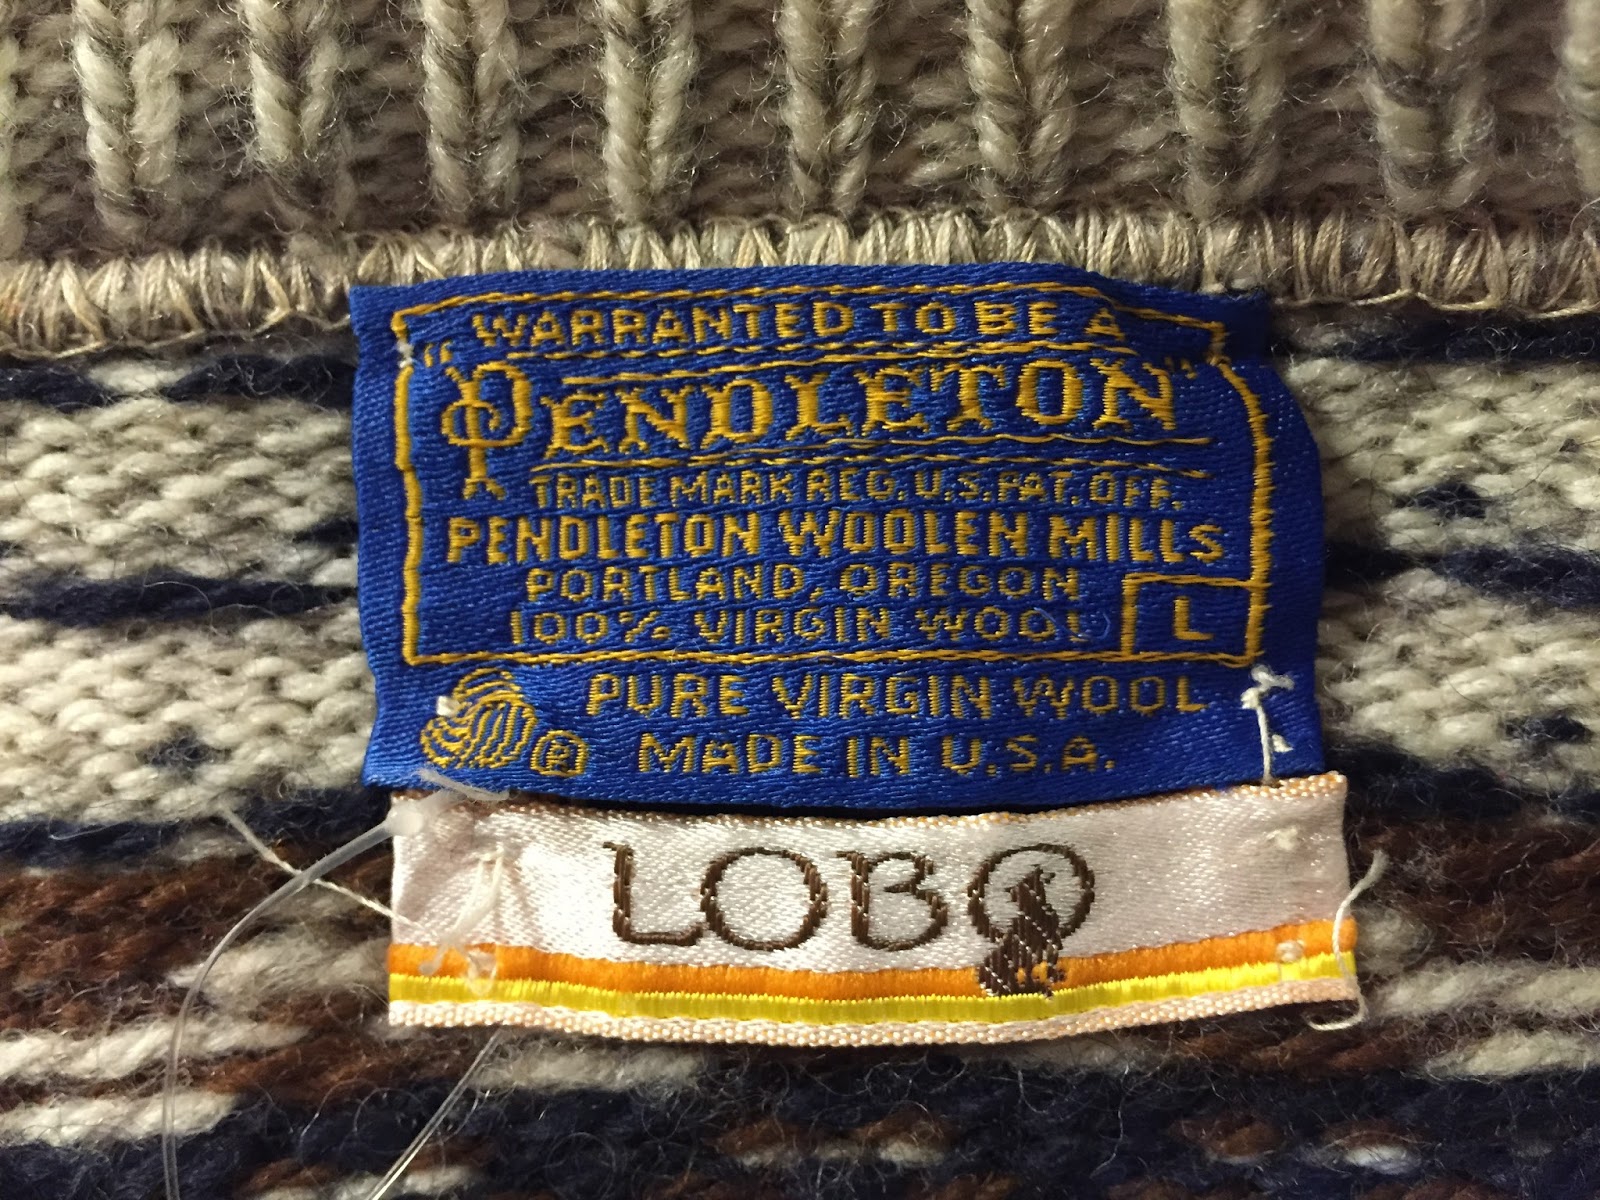 WARRANTED TO BE A
"PENDLETON"
TRADE MARK REG. U.S. PAT. OFF.
PENDLETON WOOLEN MILLS
PORTLAND, OREGON
100% VIRGIN WOOL L
PURE VIRGIN WOOL
® MADE IN U.S.A.
LOBO